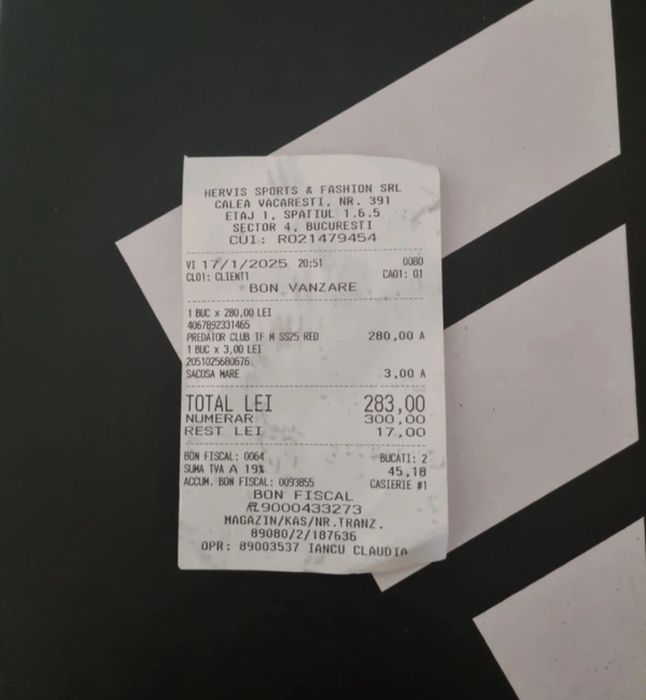 HERVIS SPORTS & FASHION SRL
CALEA VACARESTI, NR. 391
ETAJ 1, SPATIUL 1.6.5
SECTOR 4, BUCURESTI
CUI: RO21479454
VI 17/1/2025 20:51 0080
CL01: CLIENT1 CA01: 01
BON VANZARE
1 BUC x 280,00 LEI
4067892331465
PREDATOR CLUB TF M SS25 RED 280,00 A
1 BUC x 3,00 LEI
2051025680676
SACOSA MARE 3,00 A
TOTAL LEI 283,00
NUMERAR 300,00
REST LEI 17,00
BON FISCAL: 0064 BUCATI: 2
SUMA TVA A 19% 45,18
ACCUM. BON FISCAL: 0093855 CASIERIE #1
BON FISCAL
9000433273
MAGAZIN/KAS/NR.TRANZ.
89080/2/187636
OPR: 89003537 IANCU CLAUDIA